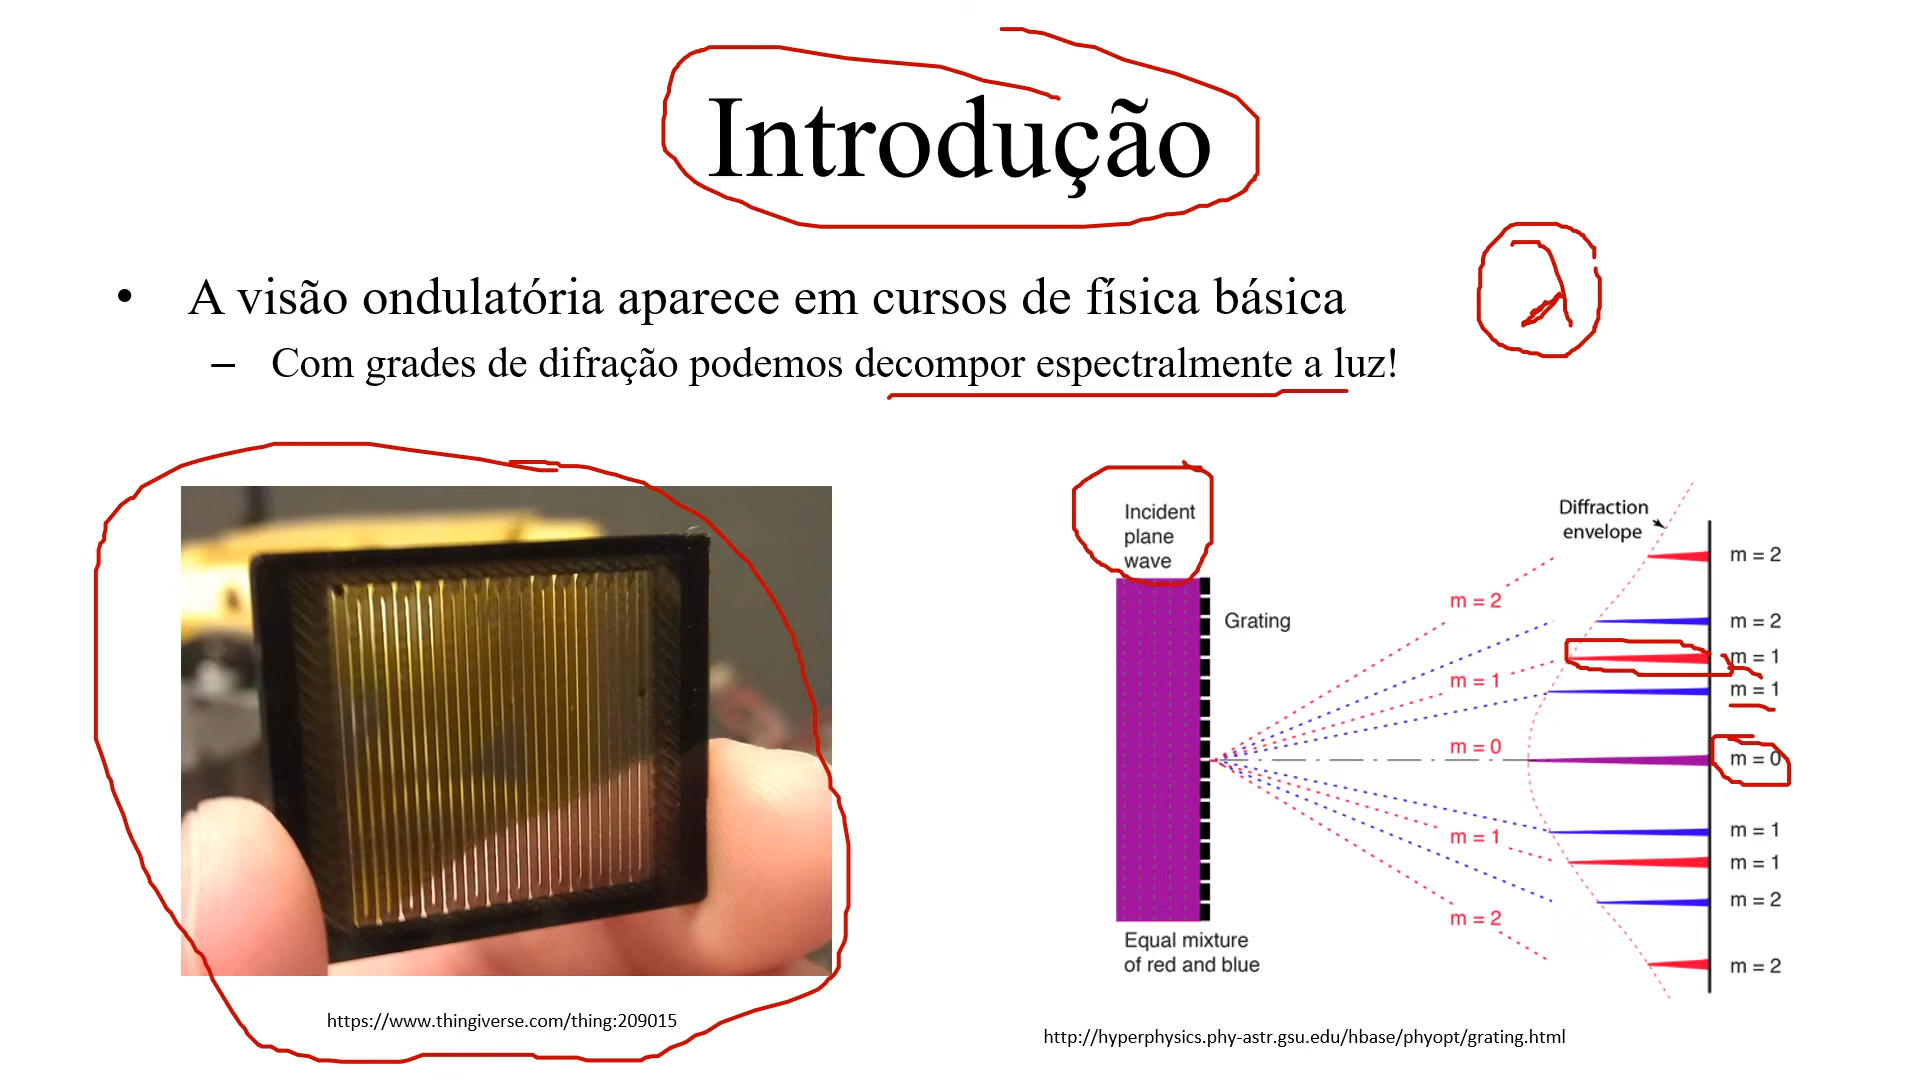 Introdução
λ
• A visão ondulatória aparece em cursos de física básica
– Com grades de difração podemos decompor espectralmente a luz!
Incident
plane
wave
Grating
Equal mixture
of red and blue
m = 2
m = 1
m = 0
m = 1
m = 2
Diffraction
envelope
m = 2
m = 2
m = 1
m = 1
m = 0
m = 1
m = 1
m = 2
m = 2
https://www.thingiverse.com/thing:209015
http://hyperphysics.phy-astr.gsu.edu/hbase/phyopt/grating.html